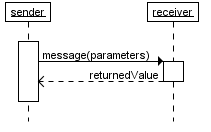 sender
receiver
message(parameters)
returnedValue